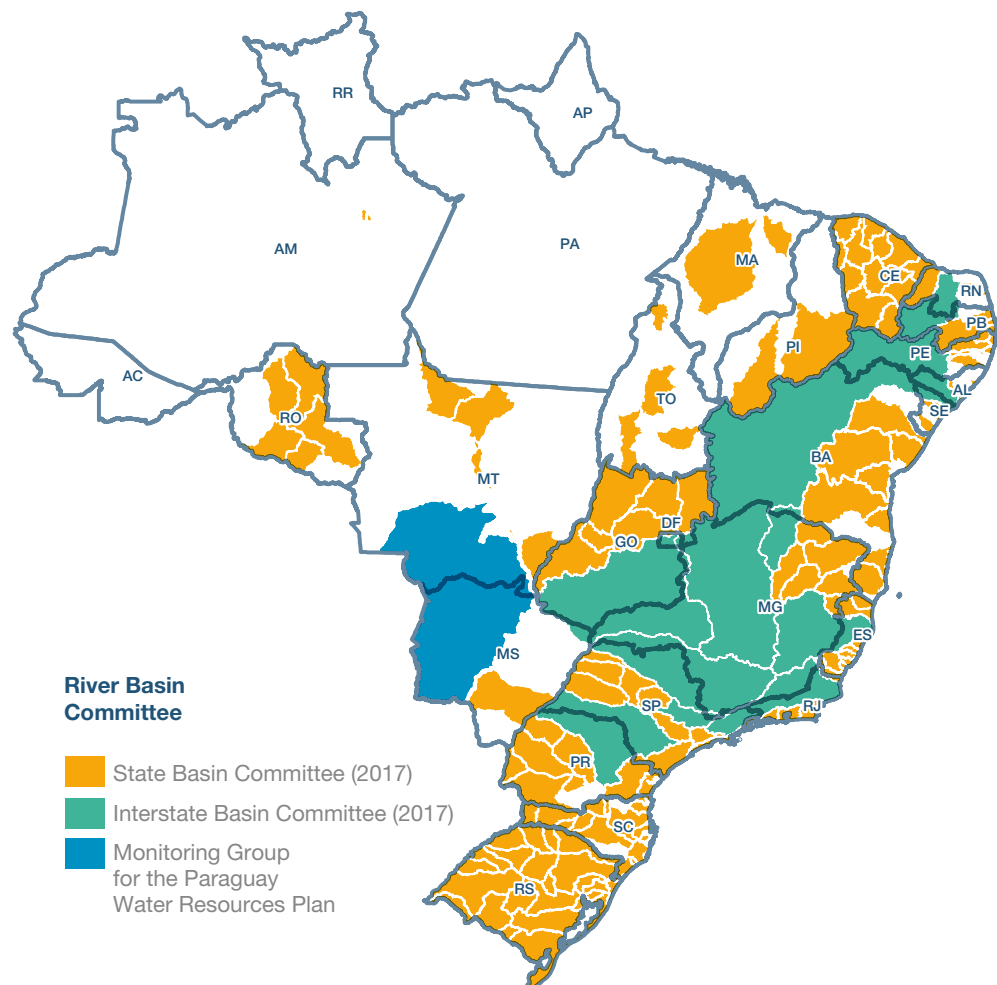 RR
AP
AM
PA
MA
CE
RN
PB
PI
PE
AC
TO
AL
RO
SE
BA
MT
DF
GO
MG
ES
MS
SP
RJ
PR
SC
RS
River Basin
Committee
State Basin Committee (2017)
Interstate Basin Committee (2017)
Monitoring Group
for the Paraguay
Water Resources Plan